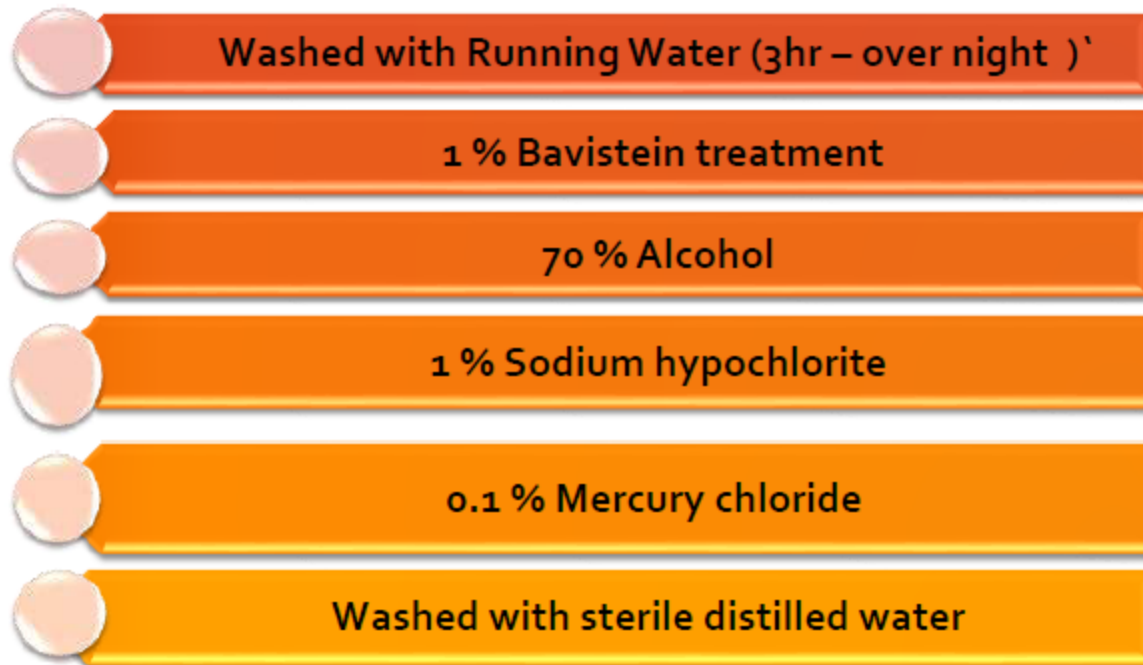 Washed with Running Water (3hr – over night  )`
1 % Bavistein treatment
70 % Alcohol
1 % Sodium hypochlorite
0.1 % Mercury chloride
Washed with sterile distilled water